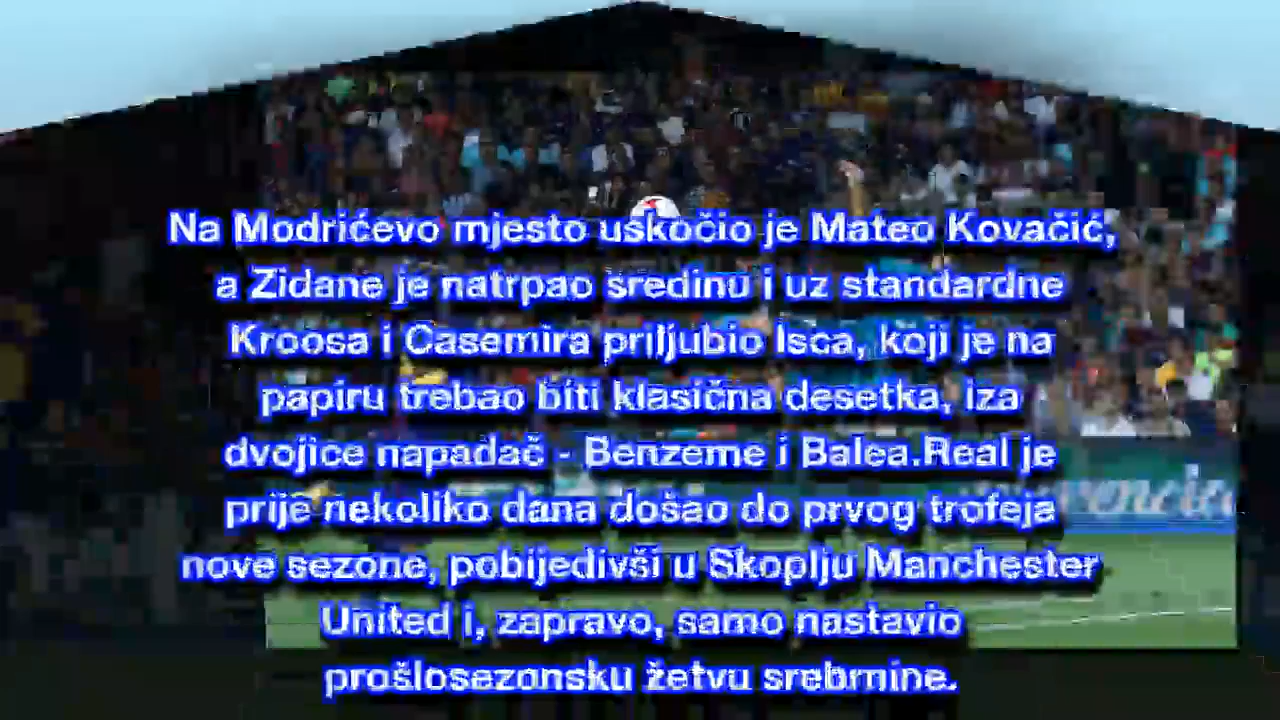 Na Modrićevo mjesto uskočio je Mateo Kovačić,
a Zidane je natrpao sredinu i uz standardne
Kroosa i Casemira priljubio Isca, koji je na
papiru trebao biti klasična desetka, iza
dvojice napadač - Benzeme i Balea.Real je
prije nekoliko dana došao do prvog trofeja
nove sezone, pobijedivši u Skoplju Manchester
United i, zapravo, samo nastavio
prošlosezonsku žetvu srebrnine.